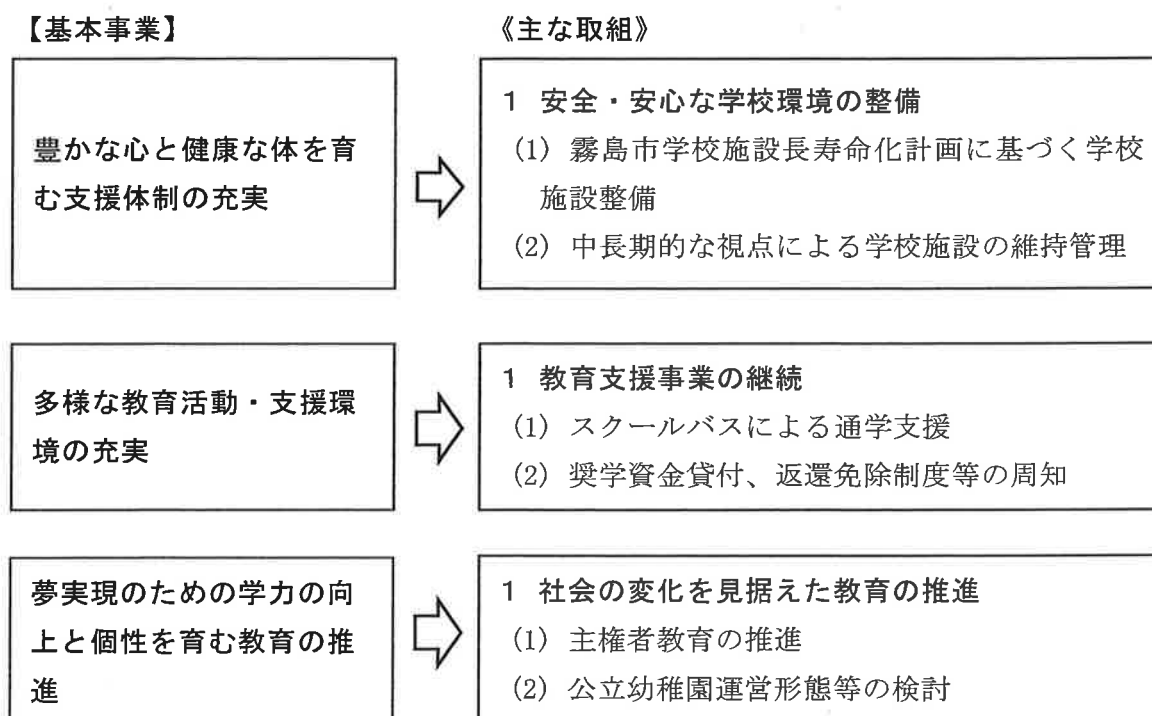 【基本事業】
《主な取組》
豊かな心と健康な体を育
む支援体制の充実
1 安全・安心な学校環境の整備
(1) 霧島市学校施設長寿命化計画に基づく学校
施設整備
(2) 中長期的な視点による学校施設の維持管理
多様な教育活動・支援環
境の充実
1 教育支援事業の継続
(1) スクールバスによる通学支援
(2) 奨学資金貸付、返還免除制度等の周知
夢実現のための学力の向
上と個性を育む教育の推
進
1 社会の変化を見据えた教育の推進
(1) 主権者教育の推進
(2) 公立幼稚園運営形態等の検討